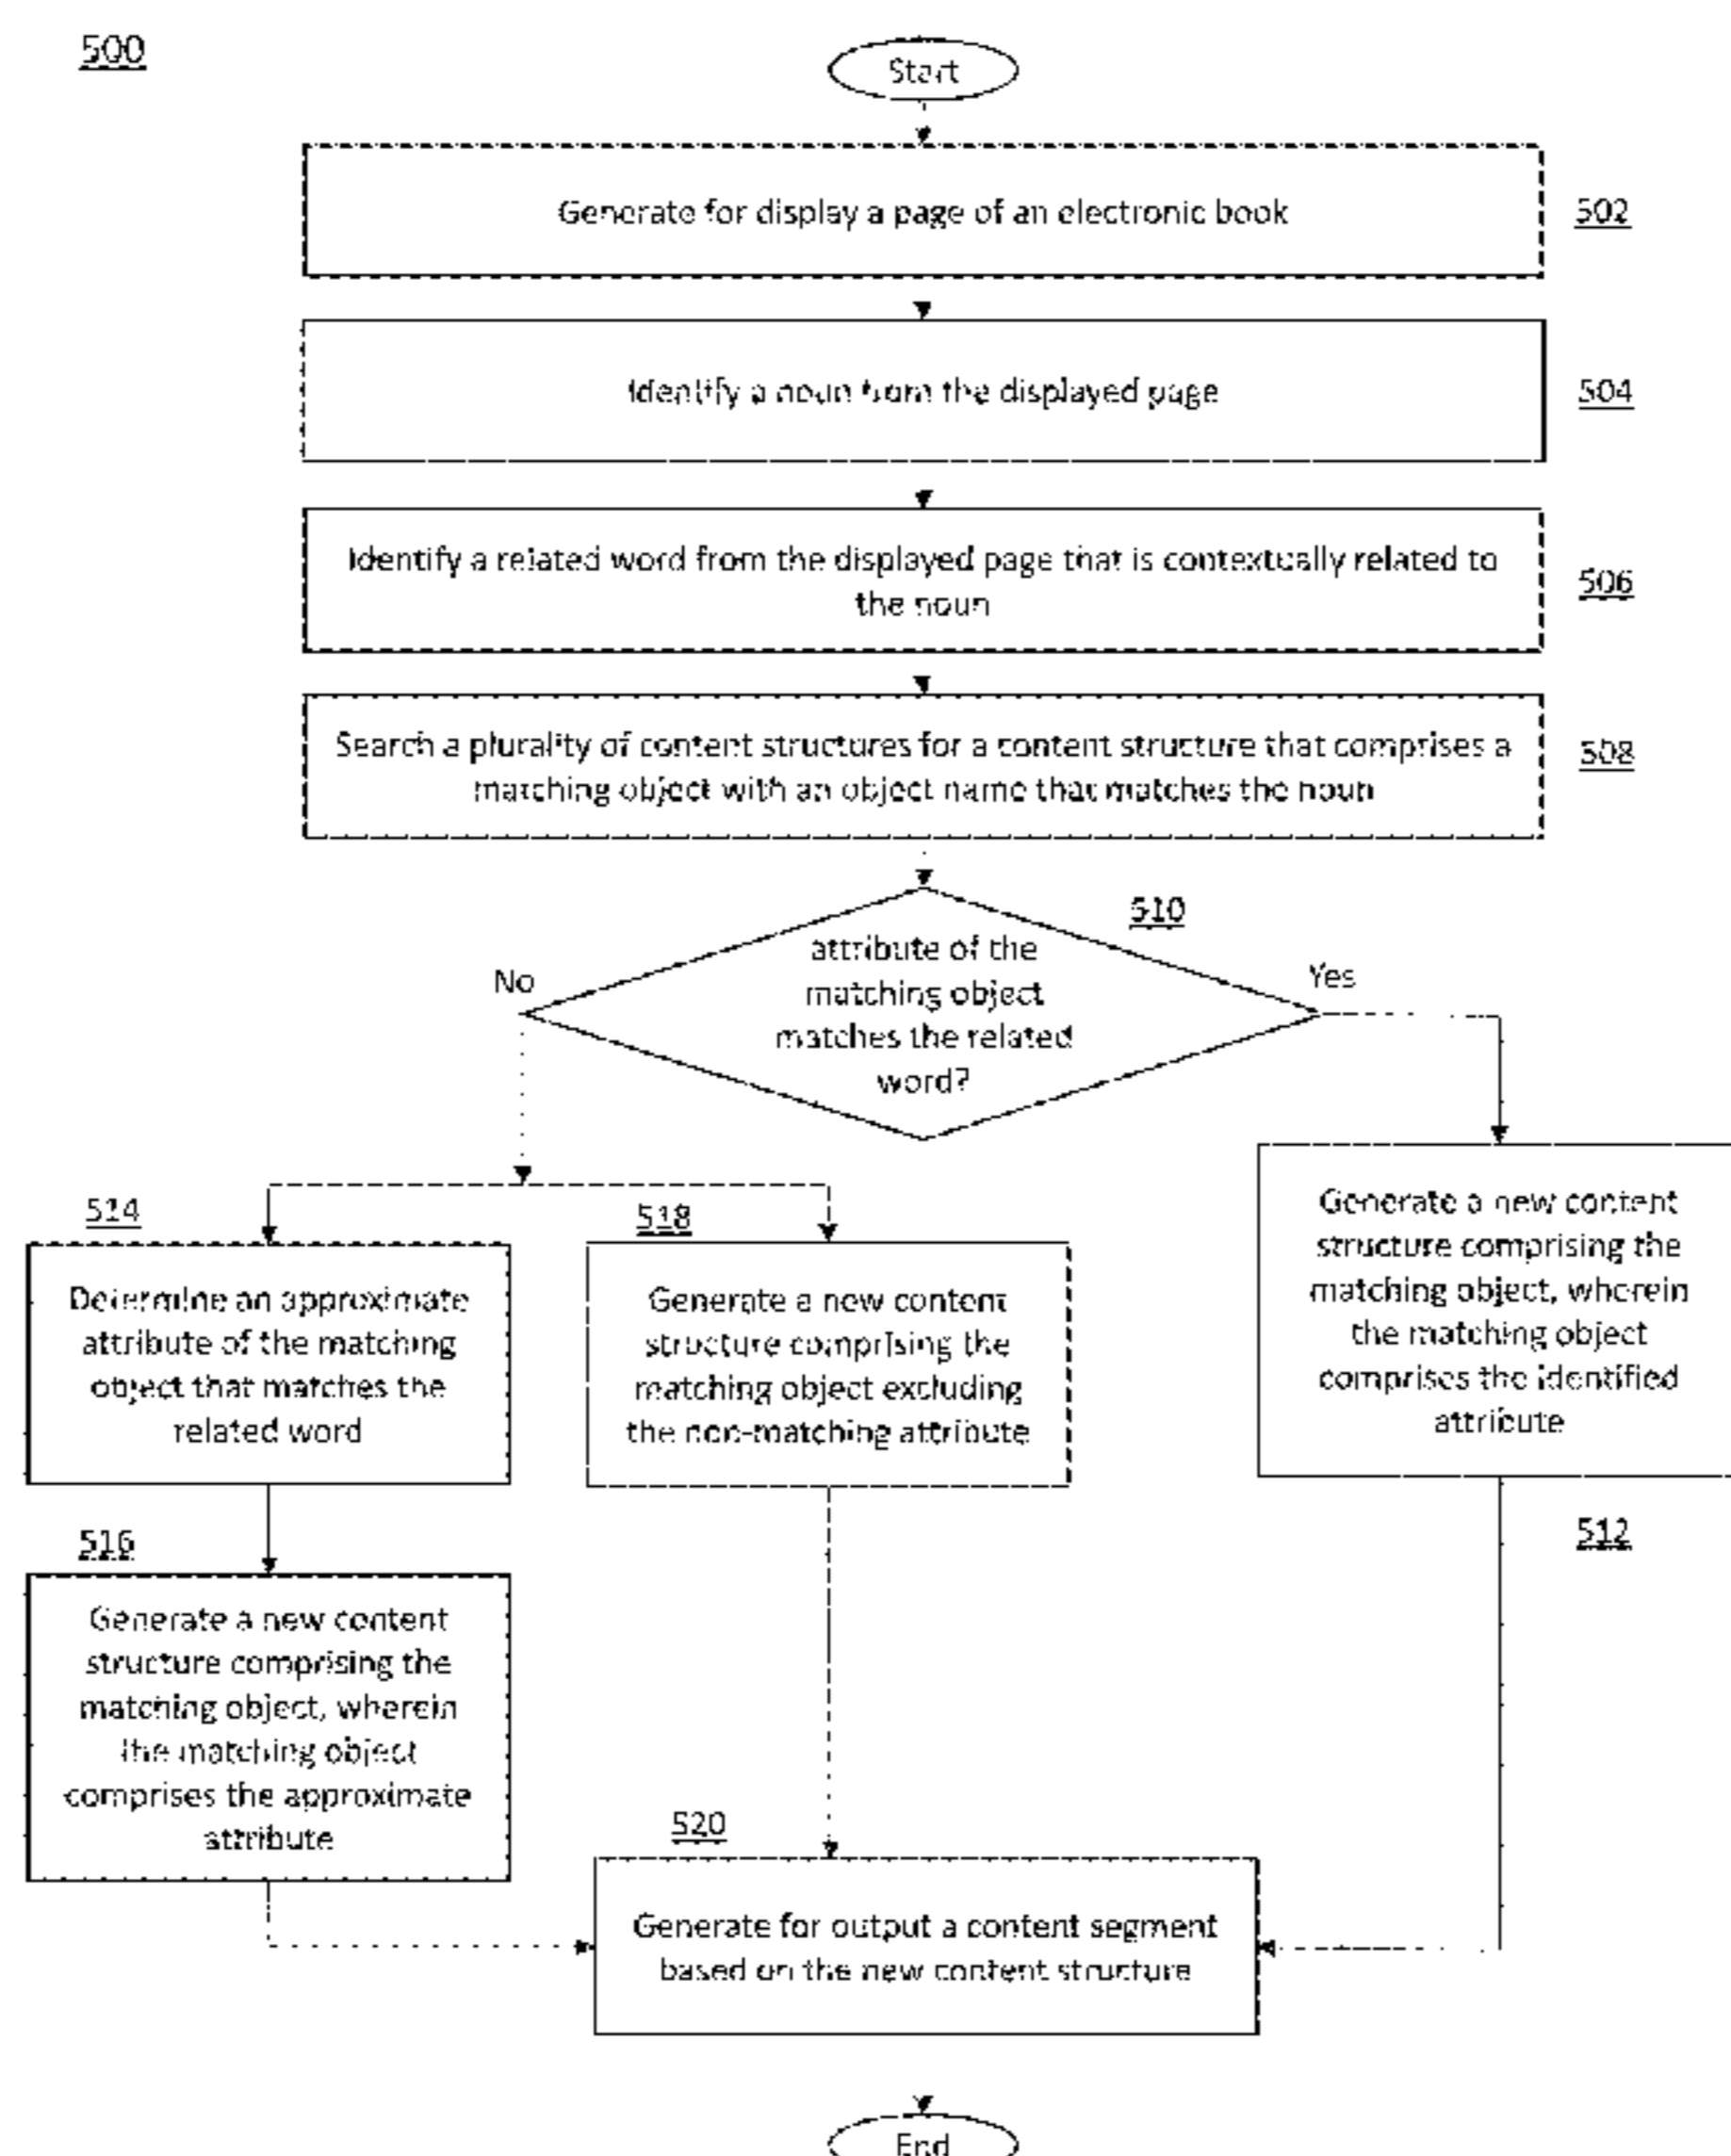 500
Start
Generate for display a page of an electronic book
502
Identify a noun from the displayed page
504
Identify a related word from the displayed page that is contextually related to
the noun
506
Search a plurality of content structures for a content structure that comprises a
matching object with an object name that matches the noun
508
510
attribute of the
matching object
matches the related
word?
No
Yes
514
Determine an approximate
attribute of the matching
object that matches the
related word
518
Generate a new content
structure comprising the
matching object excluding
the non-matching attribute
Generate a new content
structure comprising the
matching object, wherein
the matching object
comprises the identified
attribute
512
516
Generate a new content
structure comprising the
matching object, wherein
the matching object
comprises the approximate
attribute
520
Generate for output a content segment
based on the new content structure
End